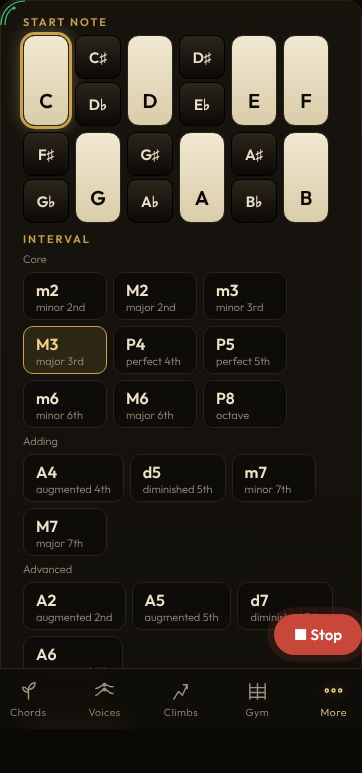 START NOTE
C C♯ D♭ D D♯ E♭ E F
F♯ G♭ G G♯ A♭ A A♯ B♭ B
INTERVAL
Core
m2 M2 m3
minor 2nd major 2nd minor 3rd
M3 P4 P5
major 3rd perfect 4th perfect 5th
m6 M6 P8
minor 6th major 6th octave
Adding
A4 d5 m7
augmented 4th diminished 5th minor 7th
M7
major 7th
Advanced
A2 A5 d7
augmented 2nd augmented 5th
Stop
A6
Chords Voices Climbs Gym More